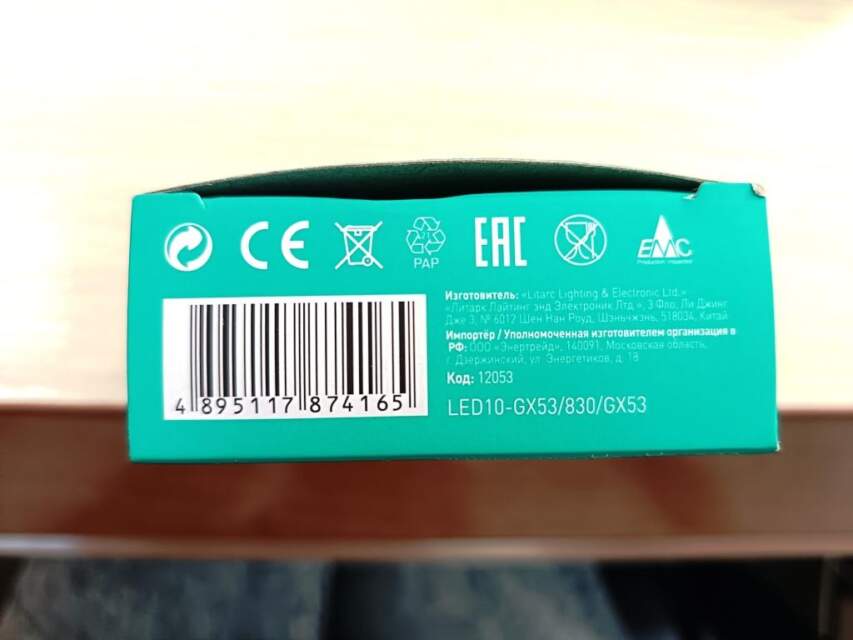 CE
21
PAP
EAC
EMC
Изготовитель: «Litarc Lighting & Electronic Ltd.»
«Литарк Лайтинг энд Электроник Лтд.», 3 Фло, Ли Джинг
Дже 3, № 6012 Шен Нан Роуд, Шэньчжэнь, 518034, Китай
Импортёр / Уполномоченная изготовителем организация в
РФ: ООО «Энертрейд», 140091, Московская область,
г. Дзержинский, ул. Энергетиков, д. 18
Код: 12053
LED10-GX53/830/GX53
4 895117 874165